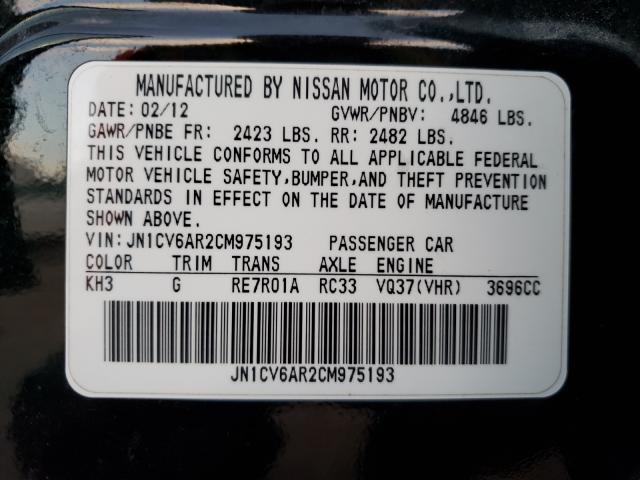 MANUFACTURED BY NISSAN MOTOR CO.,LTD.
DATE: 02/12 GVWR/PNBV: 4846 LBS.
GAWR/PNBE FR: 2423 LBS. RR: 2482 LBS.
THIS VEHICLE CONFORMS TO ALL APPLICABLE FEDERAL
MOTOR VEHICLE SAFETY,BUMPER,AND THEFT PREVENTION
STANDARDS IN EFFECT ON THE DATE OF MANUFACTURE
SHOWN ABOVE.
VIN:JN1CV6AR2CM975193 PASSENGER CAR
COLOR TRIM TRANS AXLE ENGINE
KH3 G RE7R01A RC33 VQ37(VHR) 3696CC
JN1CV6AR2CM975193